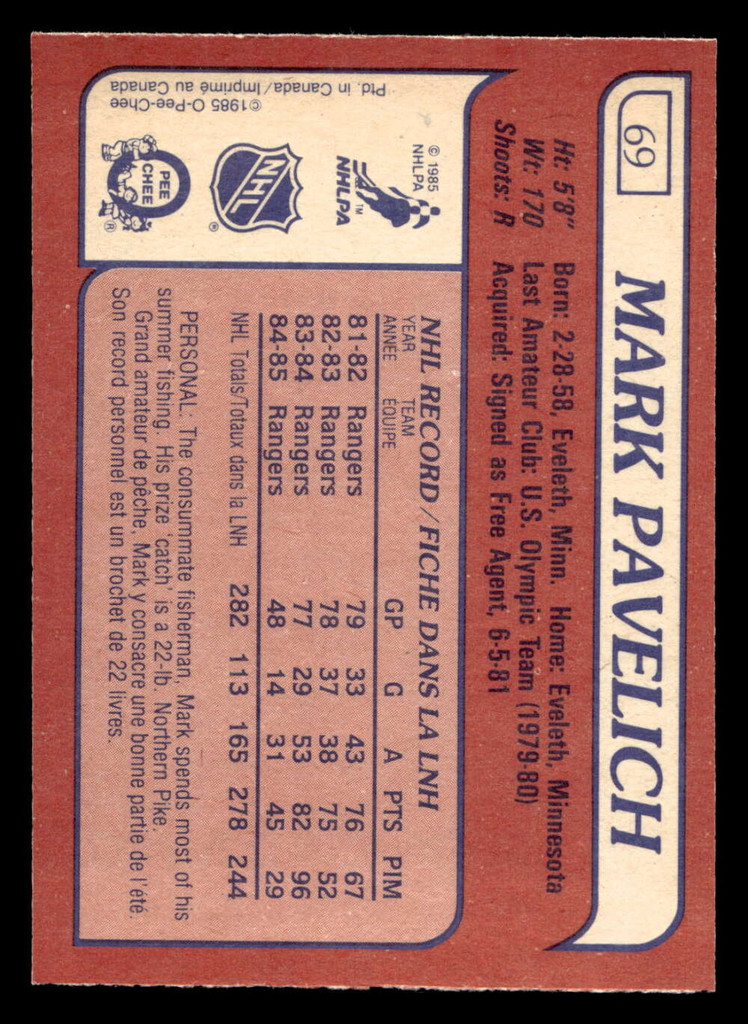 69
MARK PAVELICH
Ht: 5'8" Born: 2-28-58, Eveleth, Minn. Home: Eveleth, Minnesota
Wt: 170 Last Amateur Club: U.S. Olympic Team (1979-80)
Shoots: R Acquired: Signed as Free Agent, 6-5-81
© 1985
NHLPA
NHLPA
TM
NHL
®
O
PEE
CHEE
®
©1985 O-Pee-Chee
Ptd. in Canada/Imprimé au Canada
NHL RECORD/FICHE DANS LA LNH
YEAR TEAM
ANNÉE ÉQUIPE GP G A PTS PIM
81-82 Rangers 79 33 43 76 67
82-83 Rangers 78 37 38 75 52
83-84 Rangers 77 29 53 82 96
84-85 Rangers 48 14 31 45 29
NHL Totals/Totaux dans la LNH 282 113 165 278 244
PERSONAL: The consummate fisherman, Mark spends most of his
summer fishing. His prize 'catch' is a 22-lb. Northern Pike.
Grand amateur de pêche, Mark y consacre une bonne partie de l'été.
Son record personnel est un brochet de 22 livres.